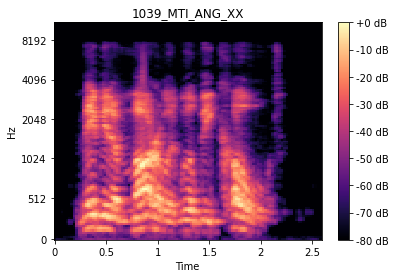 1039_MTI_ANG_XX
+0 dB
8192
-10 dB
4096
-20 dB
-30 dB
2048
Hz
-40 dB
1024
-50 dB
512
-60 dB
-70 dB
0
-80 dB
0 0.5 1 1.5 2 2.5
Time